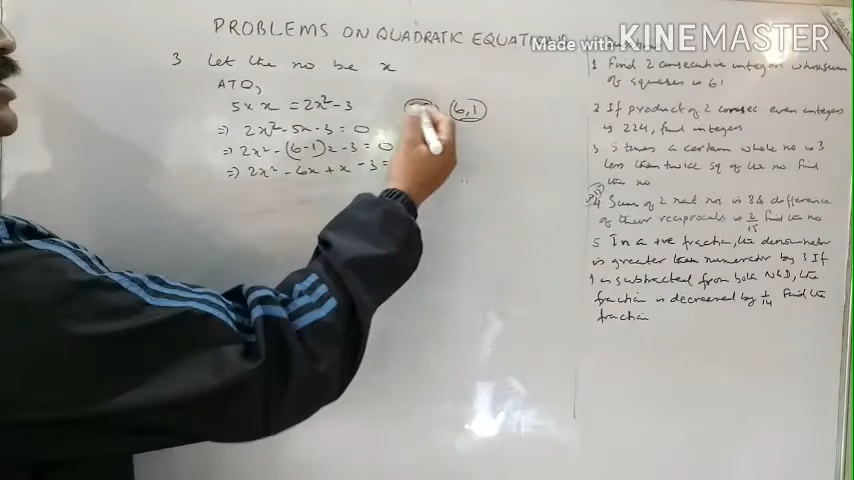 PROBLEMS ON QUADRATIC EQUATION
Made with KINEMASTER
3 Let the no. be x
ATQ,
5 x x = 2x² - 3
(6,1)
⇒ 2x² - 5x - 3 = 0
⇒ 2x² - (6-1)x - 3 = 0
⇒ 2x² - 6x + x - 3 =
1 Find 2 consecutive integers whose sum
of squares is 61
2 If product of 2 consec even integers
is 224, find integers
3 5 times a certain whole no is 3
less than twice sq of the no find
the no
4 Sum of 2 nat nos is 8 & difference
of their reciprocals is 2/15 find the no
5 In a +ve fraction, the denominator
is greater than numerator by 3 If
1 is subtracted from both N&D, the
fraction is decreased by 1/14 Find the
fraction